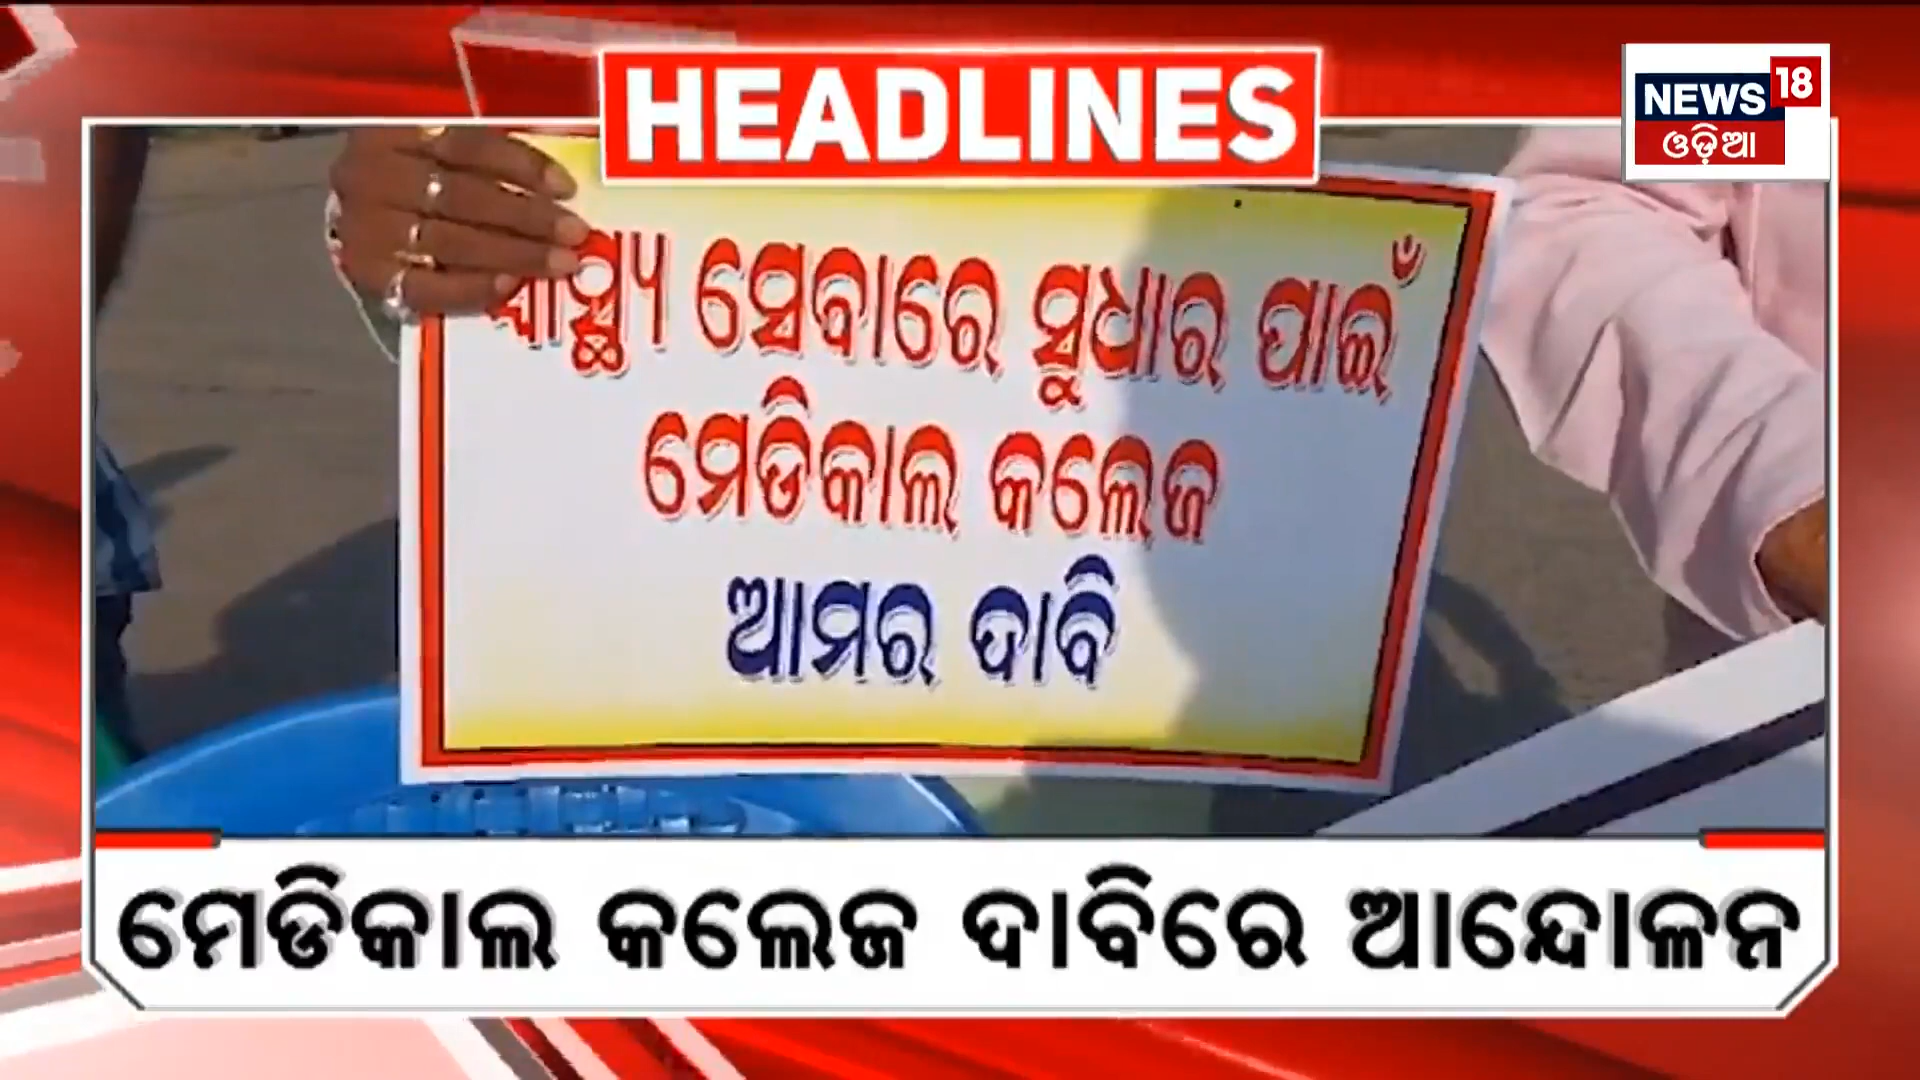 HEADLINES
NEWS 18
ଓଡ଼ିଆ
ସ୍ୱାସ୍ଥ୍ୟ ସେବାରେ ସୁଧାର ପାଇଁ
ମେଡିକାଲ କଲେଜ
ଆମର ଦାବି
ମେଡିକାଲ କଲେଜ ଦାବିରେ ଆନ୍ଦୋଳନ